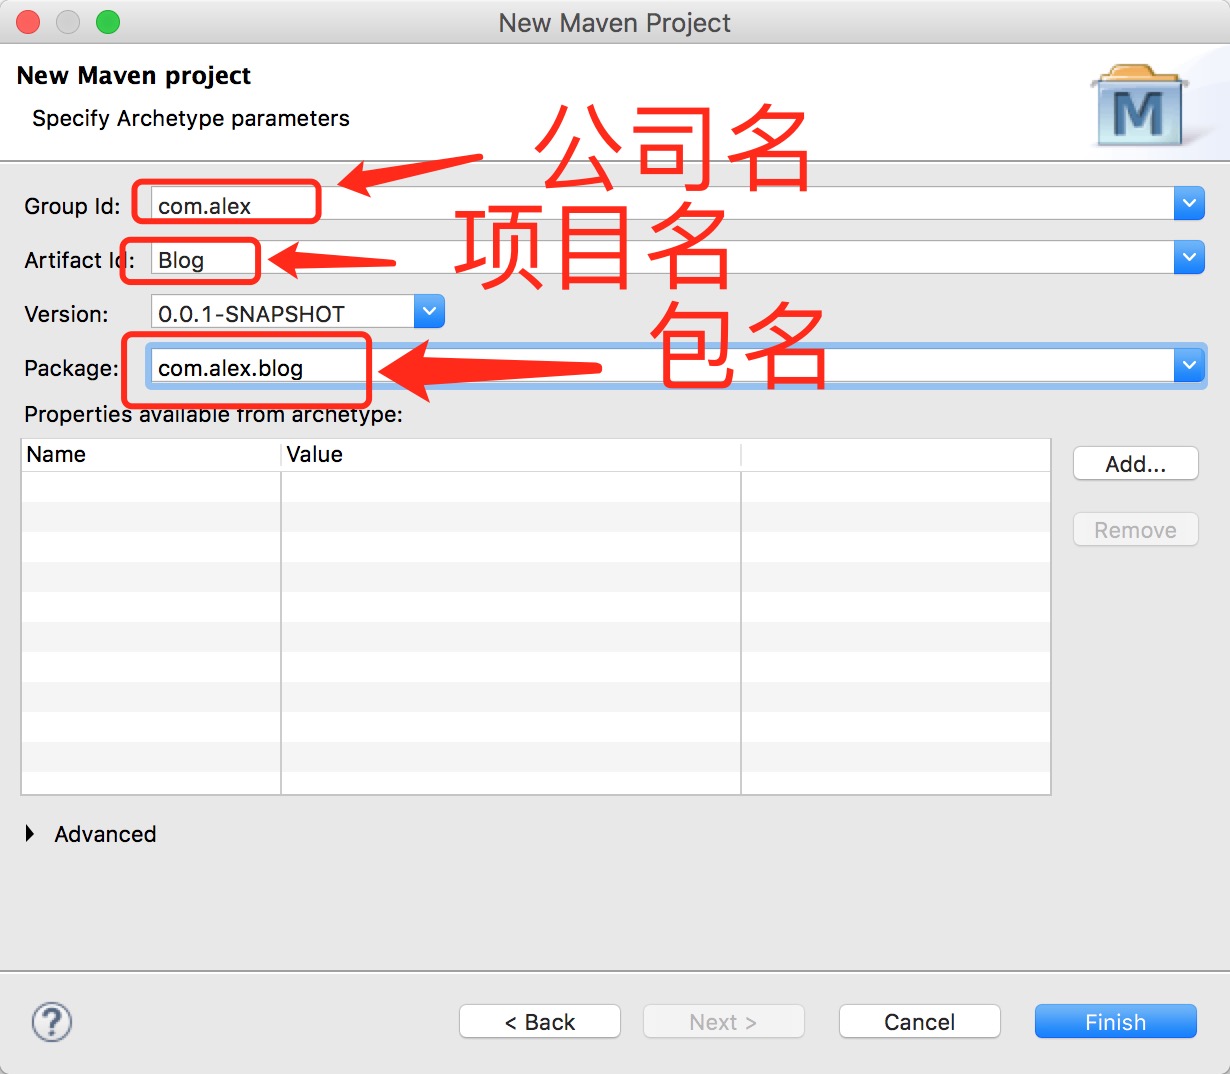 New Maven Project
New Maven project
Specify Archetype parameters
M
公司名
Group Id: com.alex
项目名
Artifact Id: Blog
Version: 0.0.1-SNAPSHOT
包名
Package: com.alex.blog
Properties available from archetype:
Name Value
Add...
Remove
Advanced
?
< Back Next > Cancel Finish